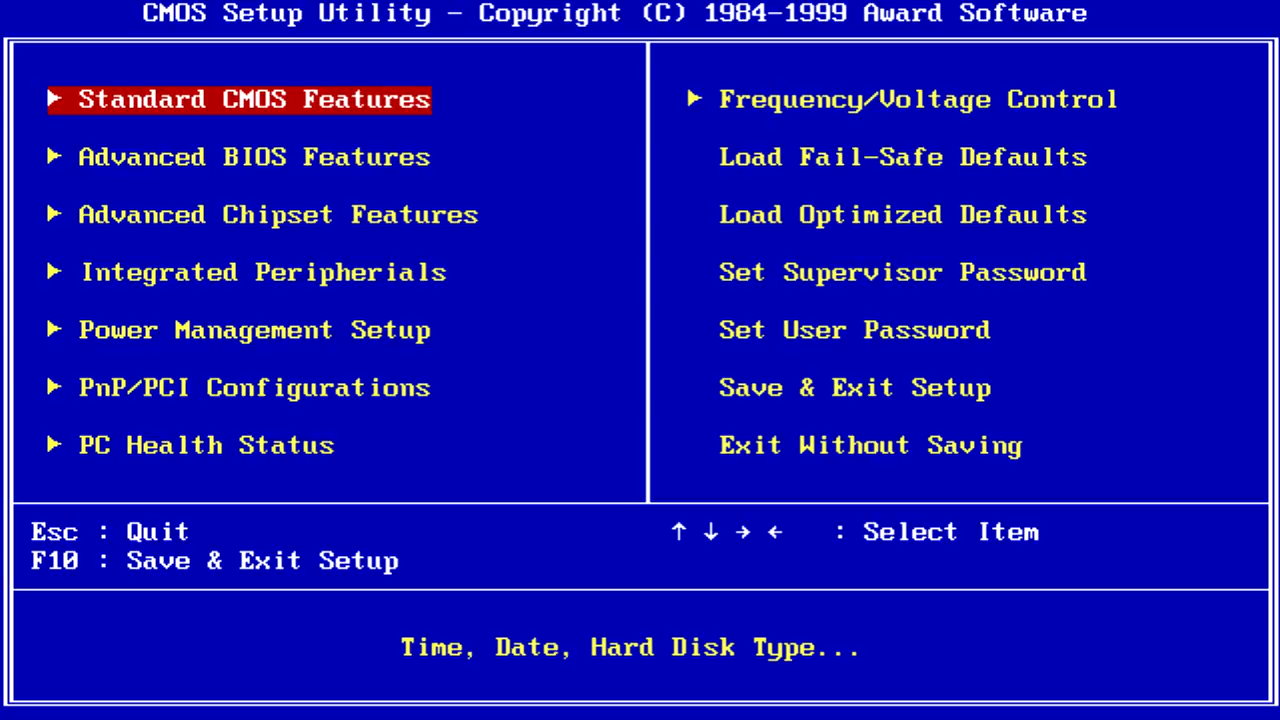 CMOS Setup Utility – Copyright (C) 1984–1999 Award Software
► Standard CMOS Features
► Advanced BIOS Features
► Advanced Chipset Features
► Integrated Peripherials
► Power Management Setup
► PnP/PCI Configurations
► PC Health Status
► Frequency/Voltage Control
Load Fail–Safe Defaults
Load Optimized Defaults
Set Supervisor Password
Set User Password
Save & Exit Setup
Exit Without Saving
Esc : Quit
F10 : Save & Exit Setup
↑ ↓ → ← : Select Item
Time, Date, Hard Disk Type...